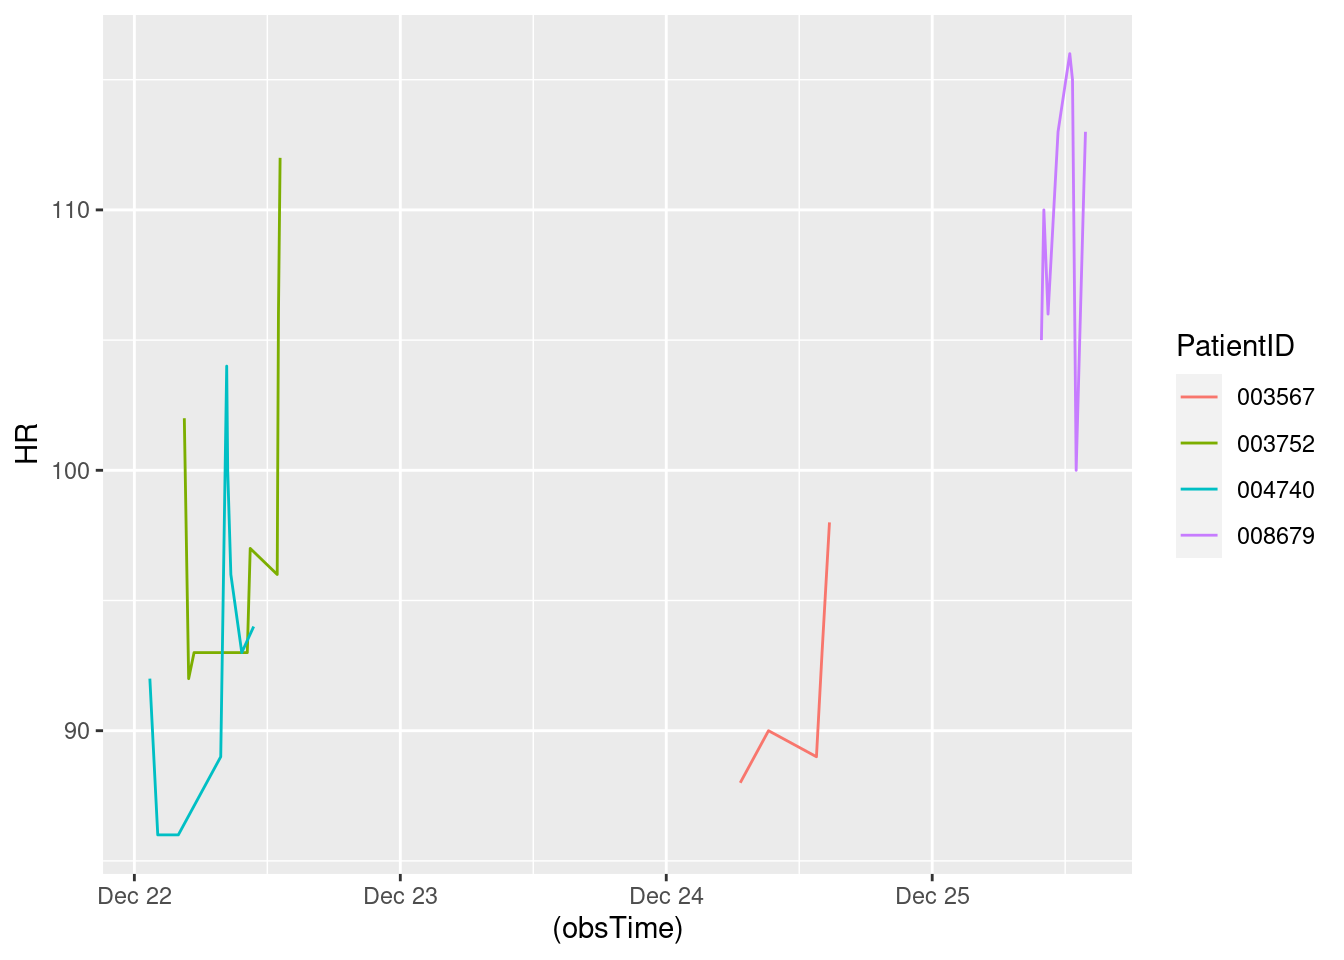 HR
110
100
90
Dec 22
Dec 23
Dec 24
Dec 25
(obsTime)
PatientID
003567
003752
004740
008679